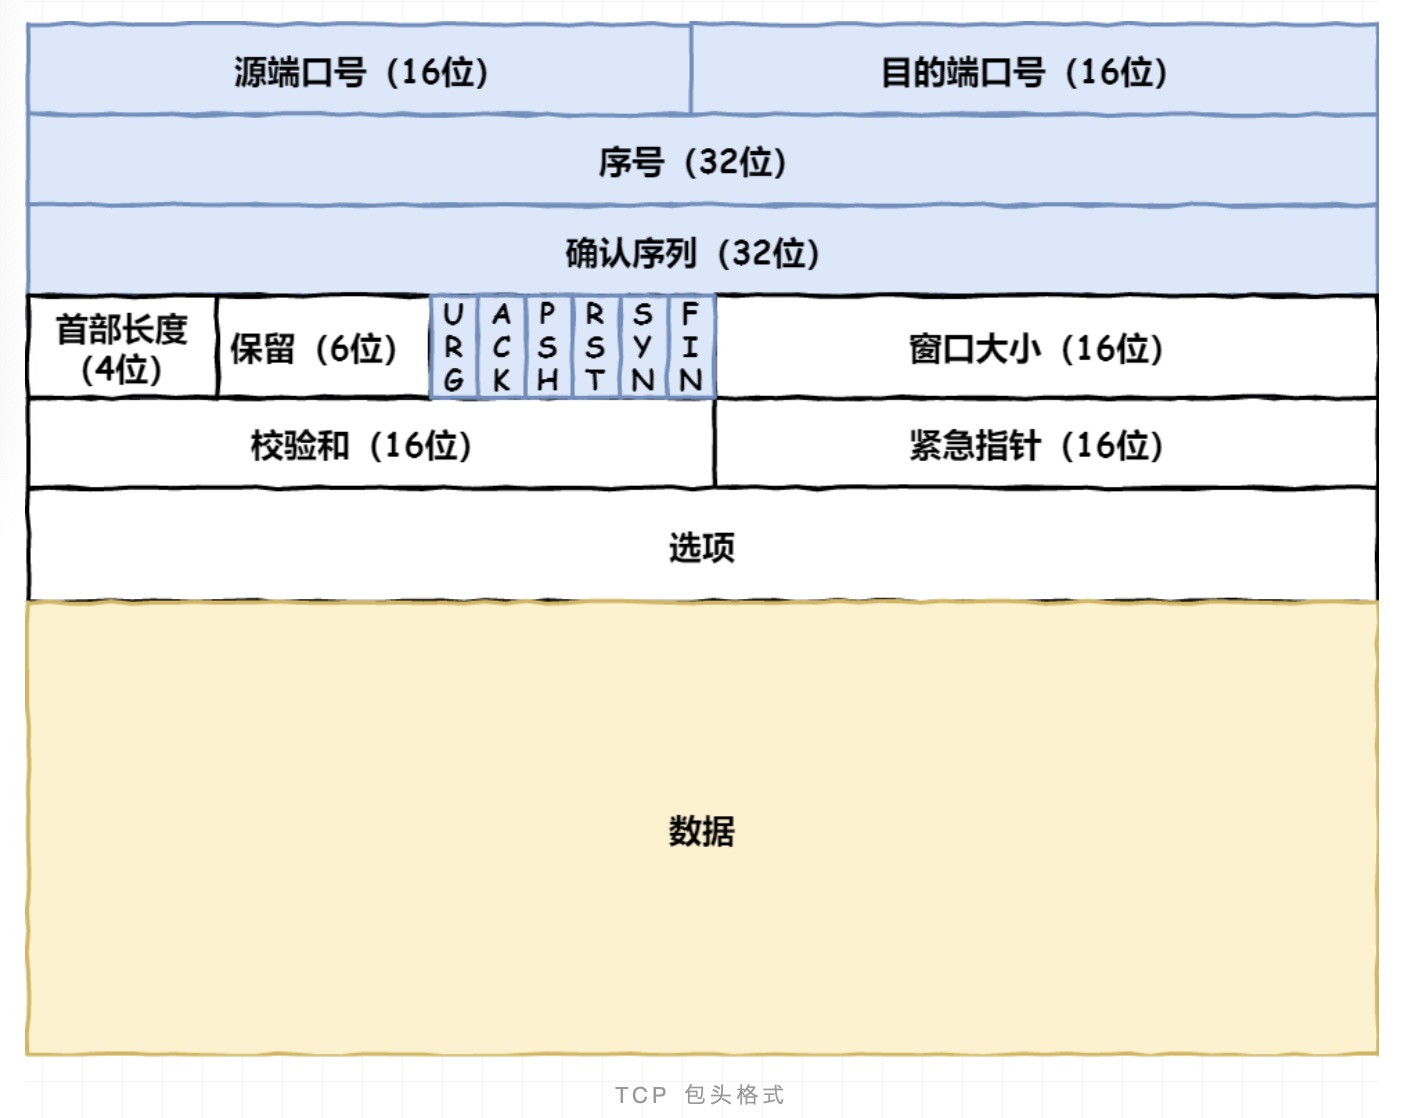 源端口号（16位） 目的端口号（16位）
序号（32位）
确认序列（32位）
首部长度
（4位）
保留（6位）
URG
ACK
PSH
RST
SYN
FIN
窗口大小（16位）
校验和（16位） 紧急指针（16位）
选项
数据
TCP 包头格式